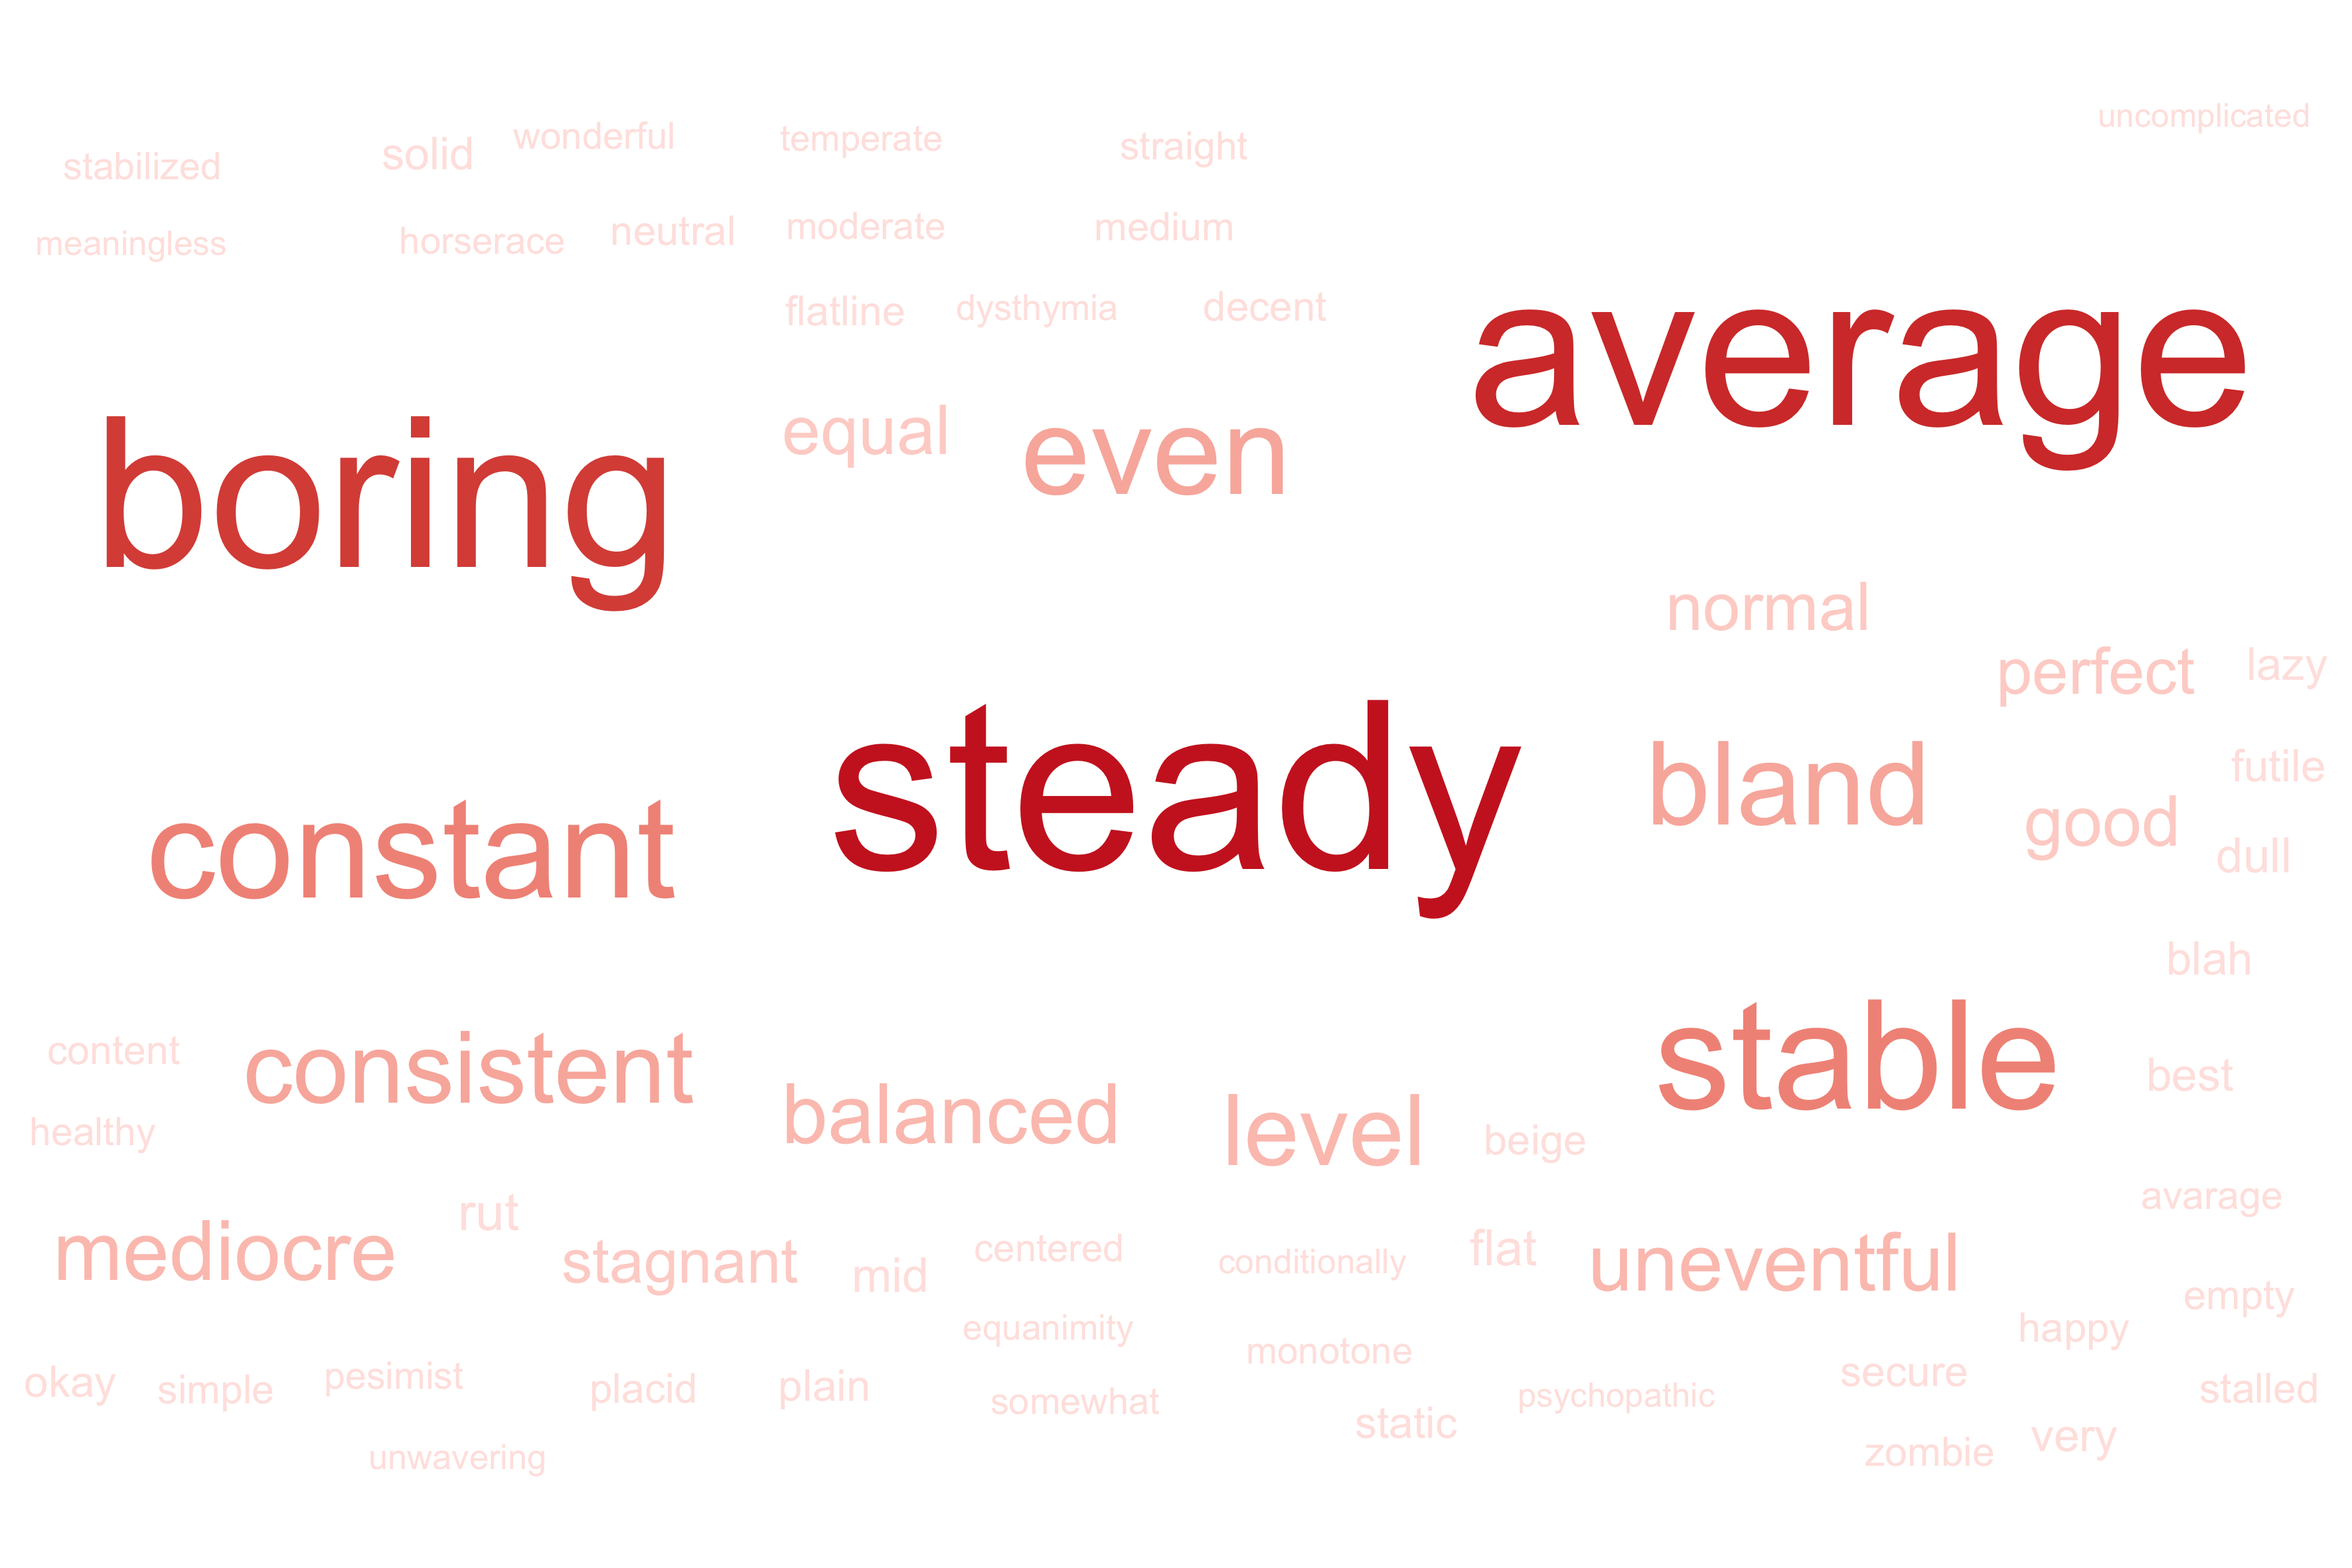 uncomplicated
wonderful
temperate
straight
solid
stabilized
neutral
moderate
medium
horserace
meaningless
flatline
dysthymia
decent
average
equal
even
boring
normal
perfect
lazy
futile
steady
bland
good
dull
constant
blah
stable
content
consistent
best
healthy
balanced
level
beige
avarage
rut
mediocre
stagnant
mid
centered
conditionally
flat
uneventful
empty
equanimity
happy
monotone
okay
simple
pesimist
placid
plain
somewhat
psychopathic
secure
stalled
static
very
unwavering
zombie